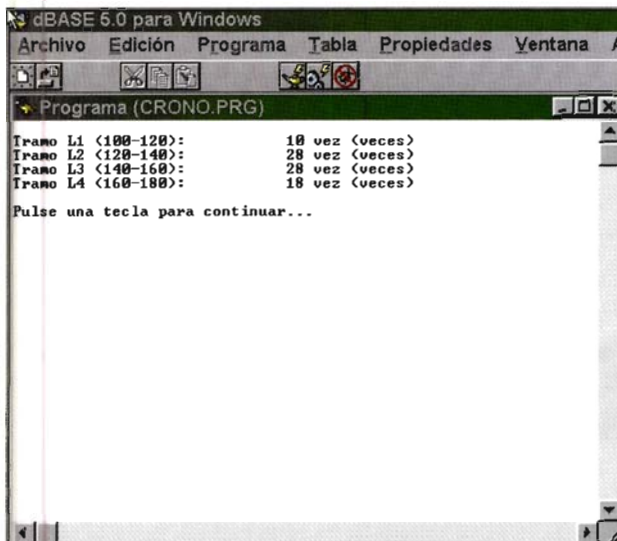 dBASE 5.0 para Windows
Archivo Edición Programa Tabla Propiedades Ventana
Programa (CRONO.PRG)
Tramo L1 (100-120): 10 vez (veces)
Tramo L2 (120-140): 28 vez (veces)
Tramo L3 (140-160): 28 vez (veces)
Tramo L4 (160-180): 18 vez (veces)
Pulse una tecla para continuar...